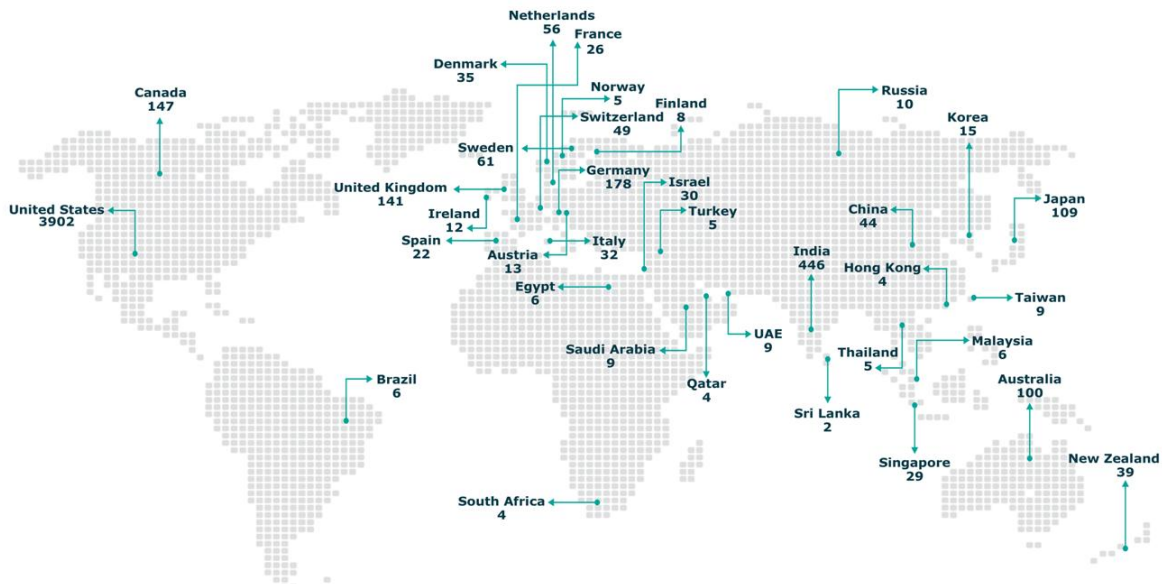 Netherlands
56
France
26
Denmark
35
Canada
147
Norway
5
Finland
8
Russia
10
Switzerland
49
Korea
15
Sweden
61
Germany
178
United Kingdom
141
Israel
30
United States
3902
Ireland
12
Turkey
5
China
44
Japan
109
Spain
22
Italy
32
Austria
13
India
446
Hong Kong
4
Egypt
6
Taiwan
9
UAE
9
Saudi Arabia
9
Thailand
5
Malaysia
6
Brazil
6
Qatar
4
Australia
100
Sri Lanka
2
Singapore
29
New Zealand
39
South Africa
4